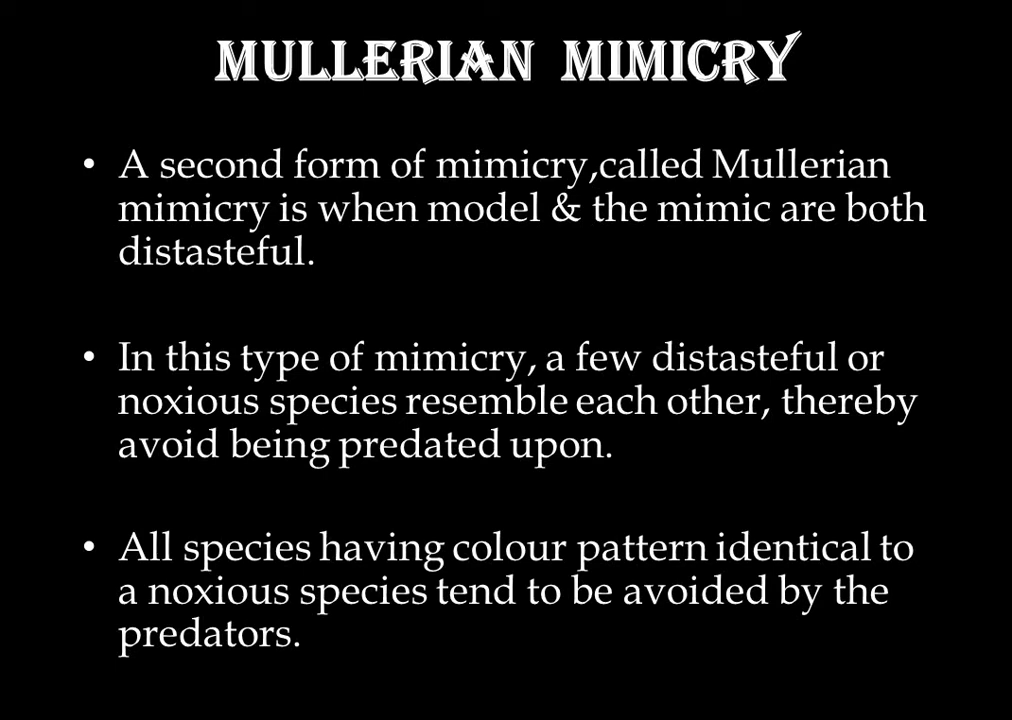 MULLERIAN MIMICRY
• A second form of mimicry,called Mullerian
mimicry is when model & the mimic are both
distasteful.
• In this type of mimicry, a few distasteful or
noxious species resemble each other, thereby
avoid being predated upon.
• All species having colour pattern identical to
a noxious species tend to be avoided by the
predators.